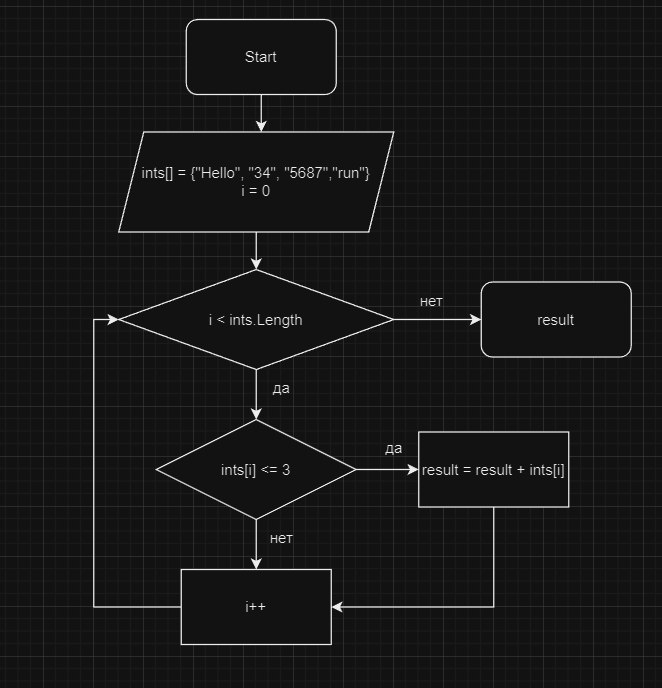 Start
ints[] = {"Hello", "34", "5687","run"}
i = 0
i < ints.Length
нет
result
да
ints[i] <= 3
да
result = result + ints[i]
нет
i++